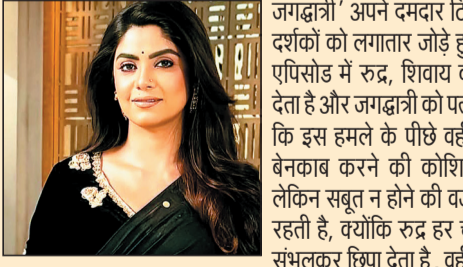 जगद्धात्री’ अपने दमदार
दर्शकों को लगातार जोड़े
एपिसोड में रुद्र, शिवाय
देता है और जगद्धात्री को
कि इस हमले के पीछे
बेनकाब करने की
लेकिन सबूत न होने की
रहती है, क्योंकि रुद्र हर
संभलकर छिपा देता है